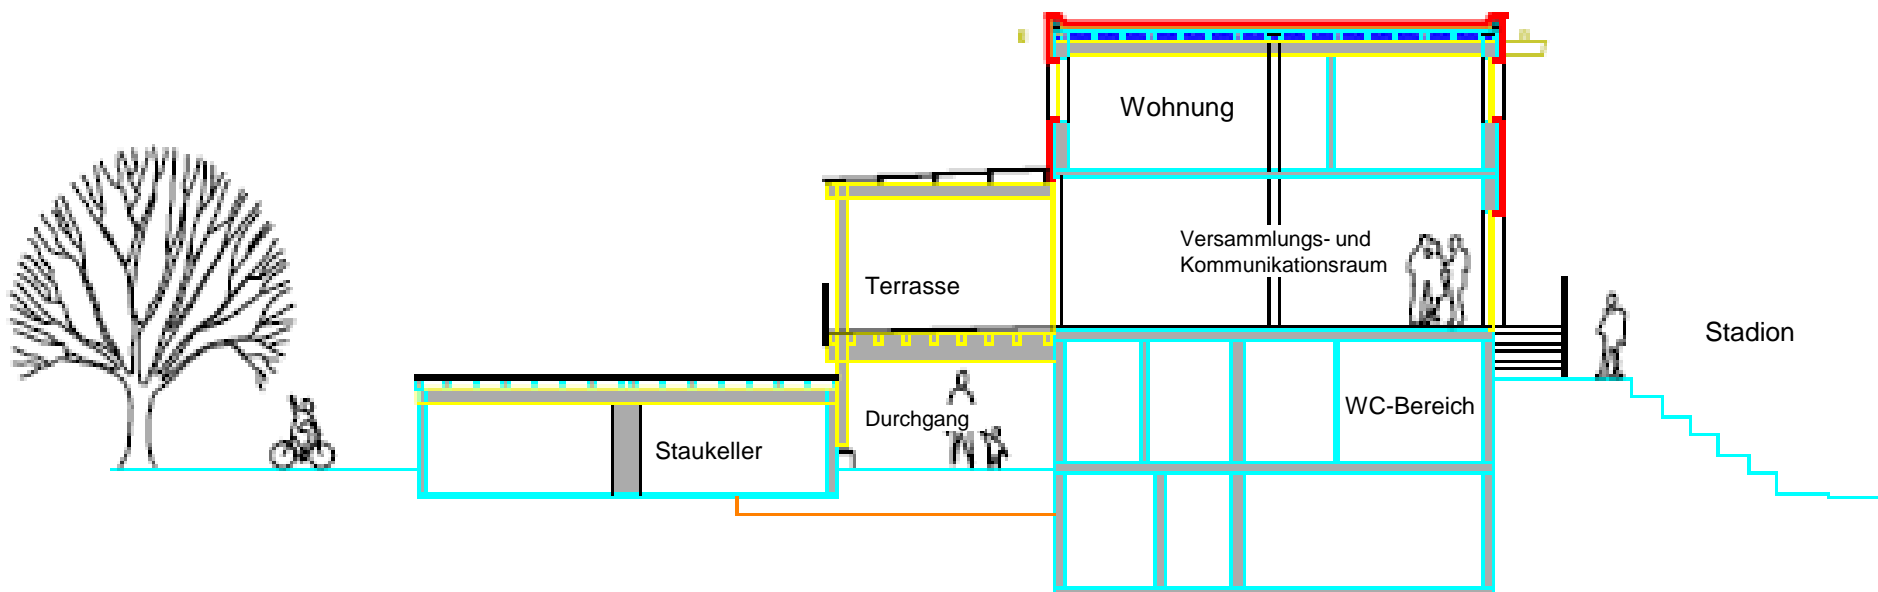 Wohnung
Versammlungs- und
Kommunikationsraum
Terrasse
Stadion
Durchgang
WC-Bereich
Staukeller